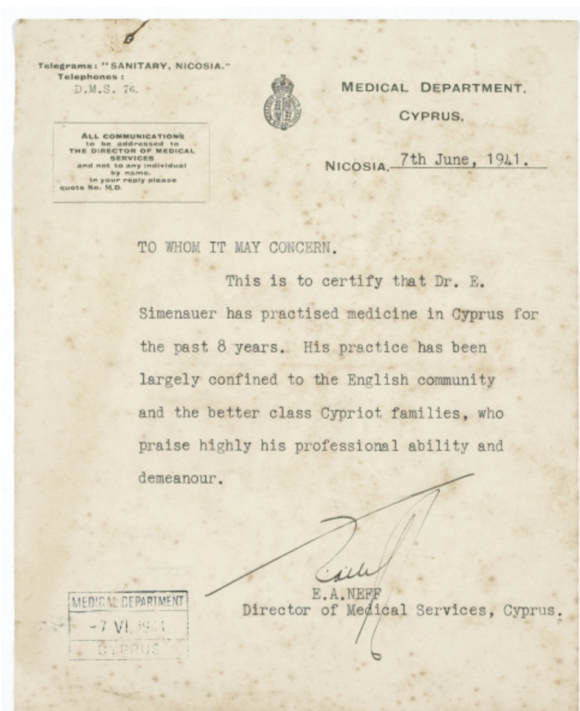 Telegrams: "SANITARY, NICOSIA."
Telephones:
D.M.S. 76.
ALL COMMUNICATIONS
to be addressed to
THE DIRECTOR OF MEDICAL
SERVICES
and not to any individual
by name.
In your reply please
quote No. M.D.
MEDICAL DEPARTMENT,
CYPRUS,
NICOSIA, 7th June, 1941.
TO WHOM IT MAY CONCERN.
This is to certify that Dr. E.
Simenauer has practised medicine in Cyprus for
the past 8 years. His practice has been
largely confined to the English community
and the better class Cypriot families, who
praise highly his professional ability and
demeanour.
E.A.NEFF
Director of Medical Services, Cyprus.
MEDICAL DEPARTMENT
-7 VI. 1941
CYPRUS